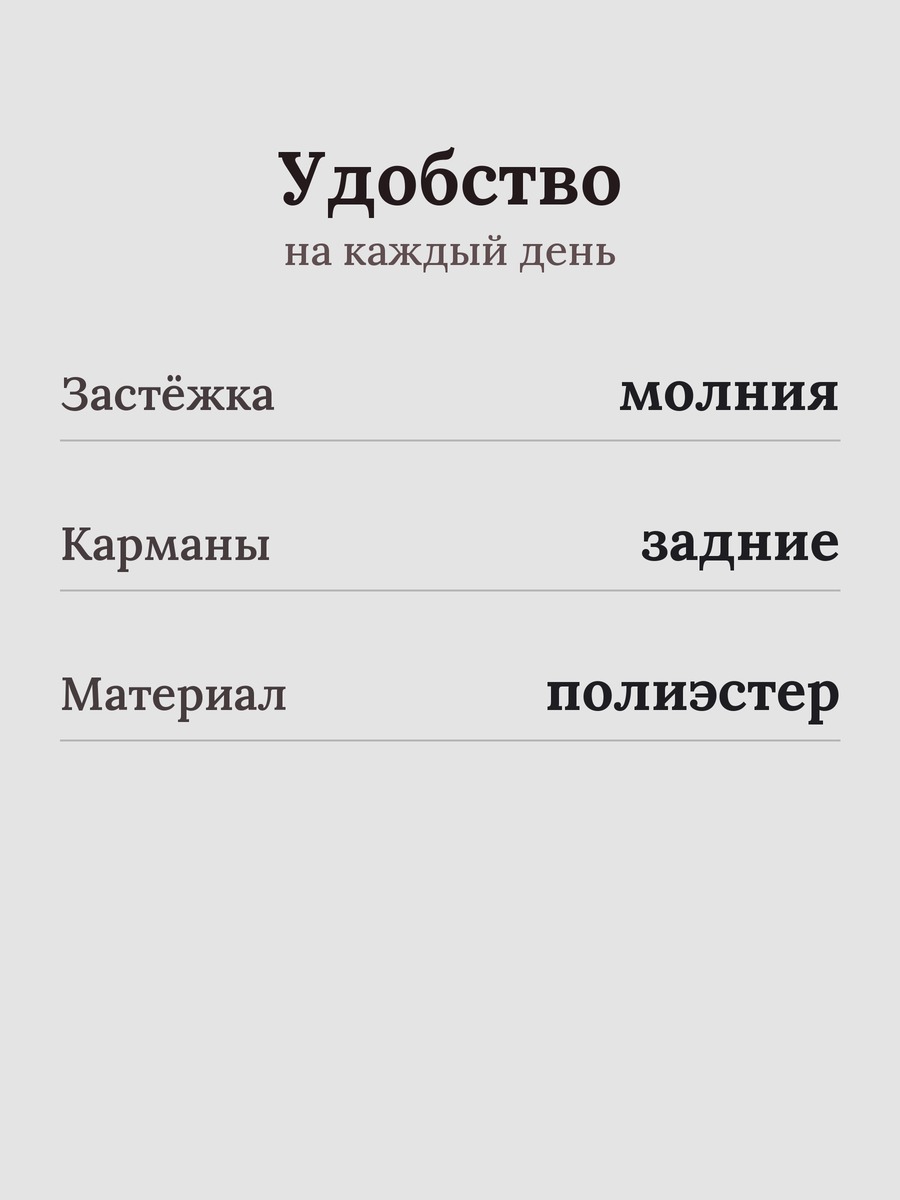 Удобство
на каждый день
Застёжка молния
Карманы задние
Материал полиэстер